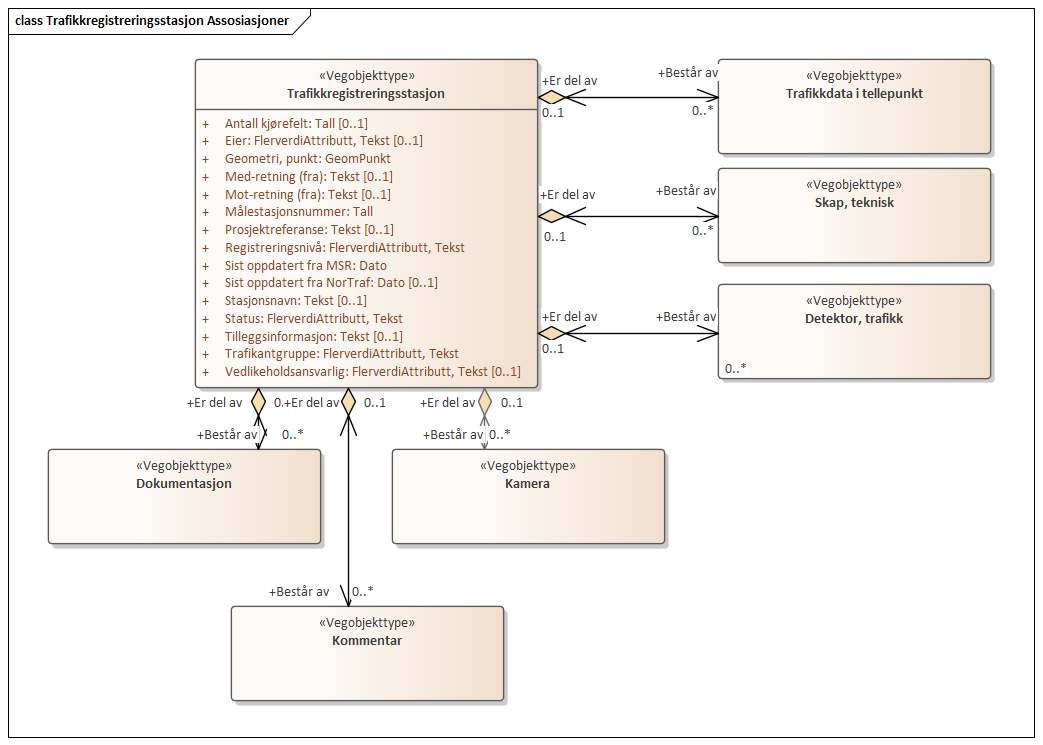 class Trafikkregistreringsstasjon Assosiasjoner
«Vegobjekttype»
Trafikkregistreringsstasjon
+ Antall kjørefelt: Tall [0..1]
+ Eier: FlerverdiAttributt, Tekst [0..1]
+ Geometri, punkt: GeomPunkt
+ Med-retning (fra): Tekst [0..1]
+ Mot-retning (fra): Tekst [0..1]
+ Målestasjonsnummer: Tall
+ Prosjektreferanse: Tekst [0..1]
+ Registreringsnivå: FlerverdiAttributt, Tekst
+ Sist oppdatert fra MSR: Dato
+ Sist oppdatert fra NorTraf: Dato [0..1]
+ Stasjonsnavn: Tekst [0..1]
+ Status: FlerverdiAttributt, Tekst
+ Tilleggsinformasjon: Tekst [0..1]
+ Trafikantgruppe: FlerverdiAttributt, Tekst
+ Vedlikeholdsansvarlig: FlerverdiAttributt, Tekst [0..1]
+Er del av
0..1
+Består av
0..*
«Vegobjekttype»
Trafikkdata i tellepunkt
+Er del av
0..1
+Består av
0..*
«Vegobjekttype»
Skap, teknisk
+Er del av
0..1
+Består av
0..*
«Vegobjekttype»
Detektor, trafikk
+Er del av
0.
+Består av
0..*
«Vegobjekttype»
Dokumentasjon
+Er del av
0..1
+Består av
0..*
«Vegobjekttype»
Kommentar
+Er del av
0..1
+Består av
0..*
«Vegobjekttype»
Kamera